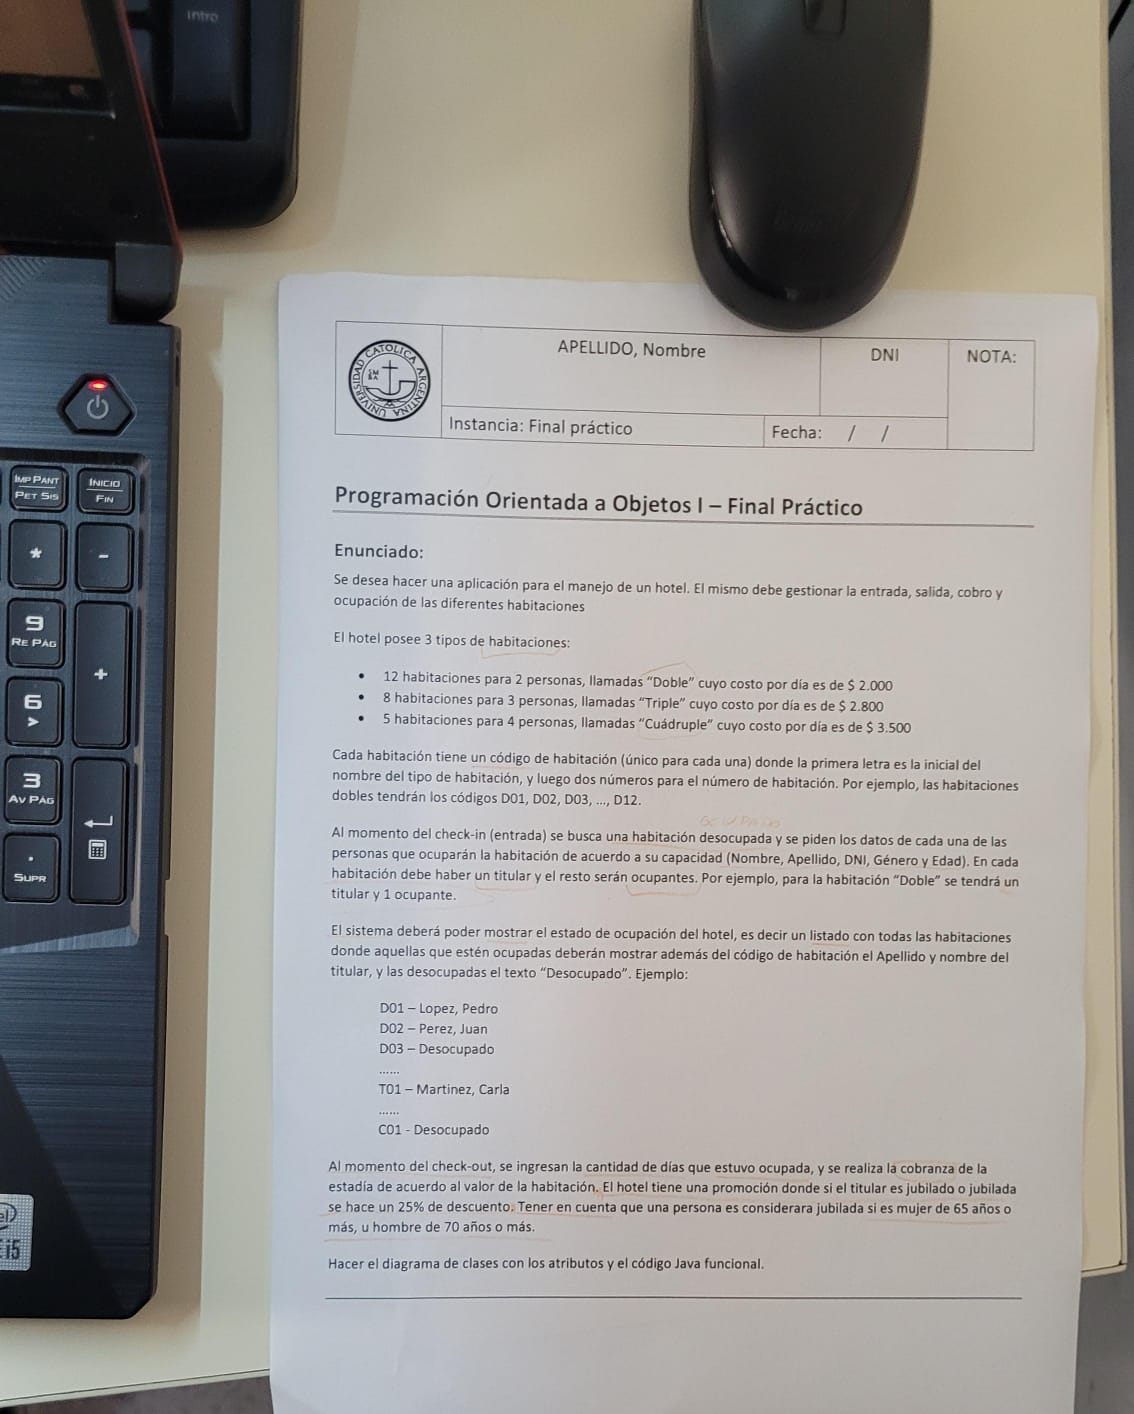 Intro
IMP PANT
PET SIS
INICIO
FIN
*
-
9
RE PÁG
+
6
>
3
AV PÁG
.
SUPR
i5
UNIVERSIDAD CATOLICA ARGENTINA
APELLIDO, Nombre
DNI
NOTA:
Instancia: Final práctico
Fecha: / /
Programación Orientada a Objetos I – Final Práctico
Enunciado:
Se desea hacer una aplicación para el manejo de un hotel. El mismo debe gestionar la entrada, salida, cobro y
ocupación de las diferentes habitaciones
El hotel posee 3 tipos de habitaciones:
• 12 habitaciones para 2 personas, llamadas “Doble” cuyo costo por día es de $ 2.000
• 8 habitaciones para 3 personas, llamadas “Triple” cuyo costo por día es de $ 2.800
• 5 habitaciones para 4 personas, llamadas “Cuádruple” cuyo costo por día es de $ 3.500
Cada habitación tiene un código de habitación (único para cada una) donde la primera letra es la inicial del
nombre del tipo de habitación, y luego dos números para el número de habitación. Por ejemplo, las habitaciones
dobles tendrán los códigos D01, D02, D03, ..., D12.
OCUPADO
Al momento del check-in (entrada) se busca una habitación desocupada y se piden los datos de cada una de las
personas que ocuparán la habitación de acuerdo a su capacidad (Nombre, Apellido, DNI, Género y Edad). En cada
habitación debe haber un titular y el resto serán ocupantes. Por ejemplo, para la habitación “Doble” se tendrá un
titular y 1 ocupante.
El sistema deberá poder mostrar el estado de ocupación del hotel, es decir un listado con todas las habitaciones
donde aquellas que estén ocupadas deberán mostrar además del código de habitación el Apellido y nombre del
titular, y las desocupadas el texto “Desocupado”. Ejemplo:
D01 – Lopez, Pedro
D02 – Perez, Juan
D03 – Desocupado
......
T01 – Martinez, Carla
......
C01 - Desocupado
Al momento del check-out, se ingresan la cantidad de días que estuvo ocupada, y se realiza la cobranza de la
estadía de acuerdo al valor de la habitación. El hotel tiene una promoción donde si el titular es jubilado o jubilada
se hace un 25% de descuento. Tener en cuenta que una persona es considerara jubilada si es mujer de 65 años o
más, u hombre de 70 años o más.
Hacer el diagrama de clases con los atributos y el código Java funcional.